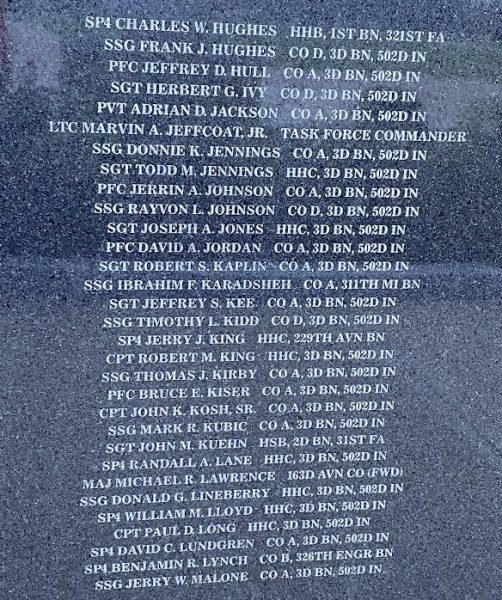 SP4 CHARLES W. HUGHES HHB, 1ST BN, 321ST FA
SSG FRANK J. HUGHES CO D, 3D BN, 502D IN
PFC JEFFREY D. HULL CO A, 3D BN, 502D IN
SGT HERBERT G. IVY CO D, 3D BN, 502D IN
PVT ADRIAN D. JACKSON CO A, 3D BN, 502D IN
LTC MARVIN A. JEFFCOAT, JR. TASK FORCE COMMANDER
SSG DONNIE K. JENNINGS CO A, 3D BN, 502D IN
SGT TODD M. JENNINGS HHC, 3D BN, 502D IN
PFC JERRIN A. JOHNSON CO A, 3D BN, 502D IN
SSG RAYVON L. JOHNSON CO D, 3D BN, 502D IN
SGT JOSEPH A. JONES HHC, 3D BN, 502D IN
PFC DAVID A. JORDAN CO A, 3D BN, 502D IN
SGT ROBERT S. KAPLIN CO A, 3D BN, 502D IN
SSG IBRAHIM F. KARADSHEH CO A, 311TH MI BN
SGT JEFFREY S. KEE CO A, 3D BN, 502D IN
SSG TIMOTHY L. KIDD CO D, 3D BN, 502D IN
SP4 JERRY J. KING HHC, 229TH AVN BN
CPT ROBERT M. KING HHC, 3D BN, 502D IN
SSG THOMAS J. KIRBY CO A, 3D BN, 502D IN
PFC BRUCE E. KISER CO A, 3D BN, 502D IN
CPT JOHN K. KOSH, SR. CO A, 3D BN, 502D IN
SSG MARK R. KUBIC CO A, 3D BN, 502D IN
SGT JOHN M. KUEHN HSB, 2D BN, 31ST FA
SP4 RANDALL A. LANE HHC, 3D BN, 502D IN
MAJ MICHAEL R. LAWRENCE 163D AVN CO (FWD)
SSG DONALD G. LINEBERRY HHC, 3D BN, 502D IN
SP4 WILLIAM M. LLOYD HHC, 3D BN, 502D IN
CPT PAUL D. LONG HHC, 3D BN, 502D IN
SP4 DAVID C. LUNDGREN CO A, 3D BN, 502D IN
SP4 BENJAMIN R. LYNCH CO B, 326TH ENGR BN
SSG JERRY W. MALONE CO A, 3D BN, 502D IN